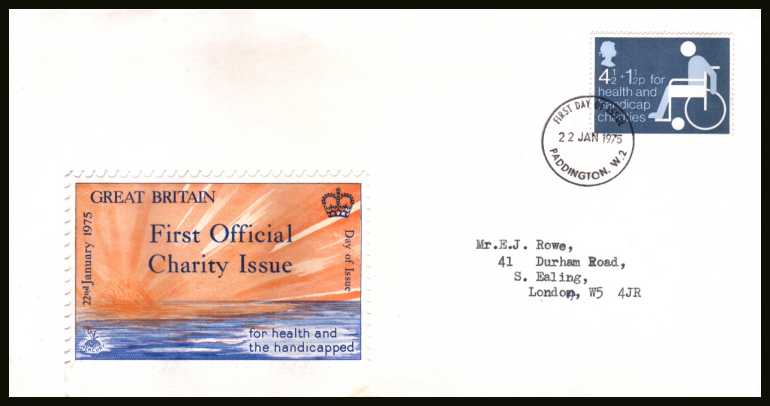 4½+1½p for
health and
handicap
charities
FIRST DAY OF ISSUE
22 JAN 1975
PADDINGTON. W.2
GREAT BRITAIN
22nd January 1975
First Official
Charity Issue
Day of Issue
for health and
the handicapped
Mr.E.J. Rowe,
41 Durham Road,
S. Ealing,
London, W5 4JR